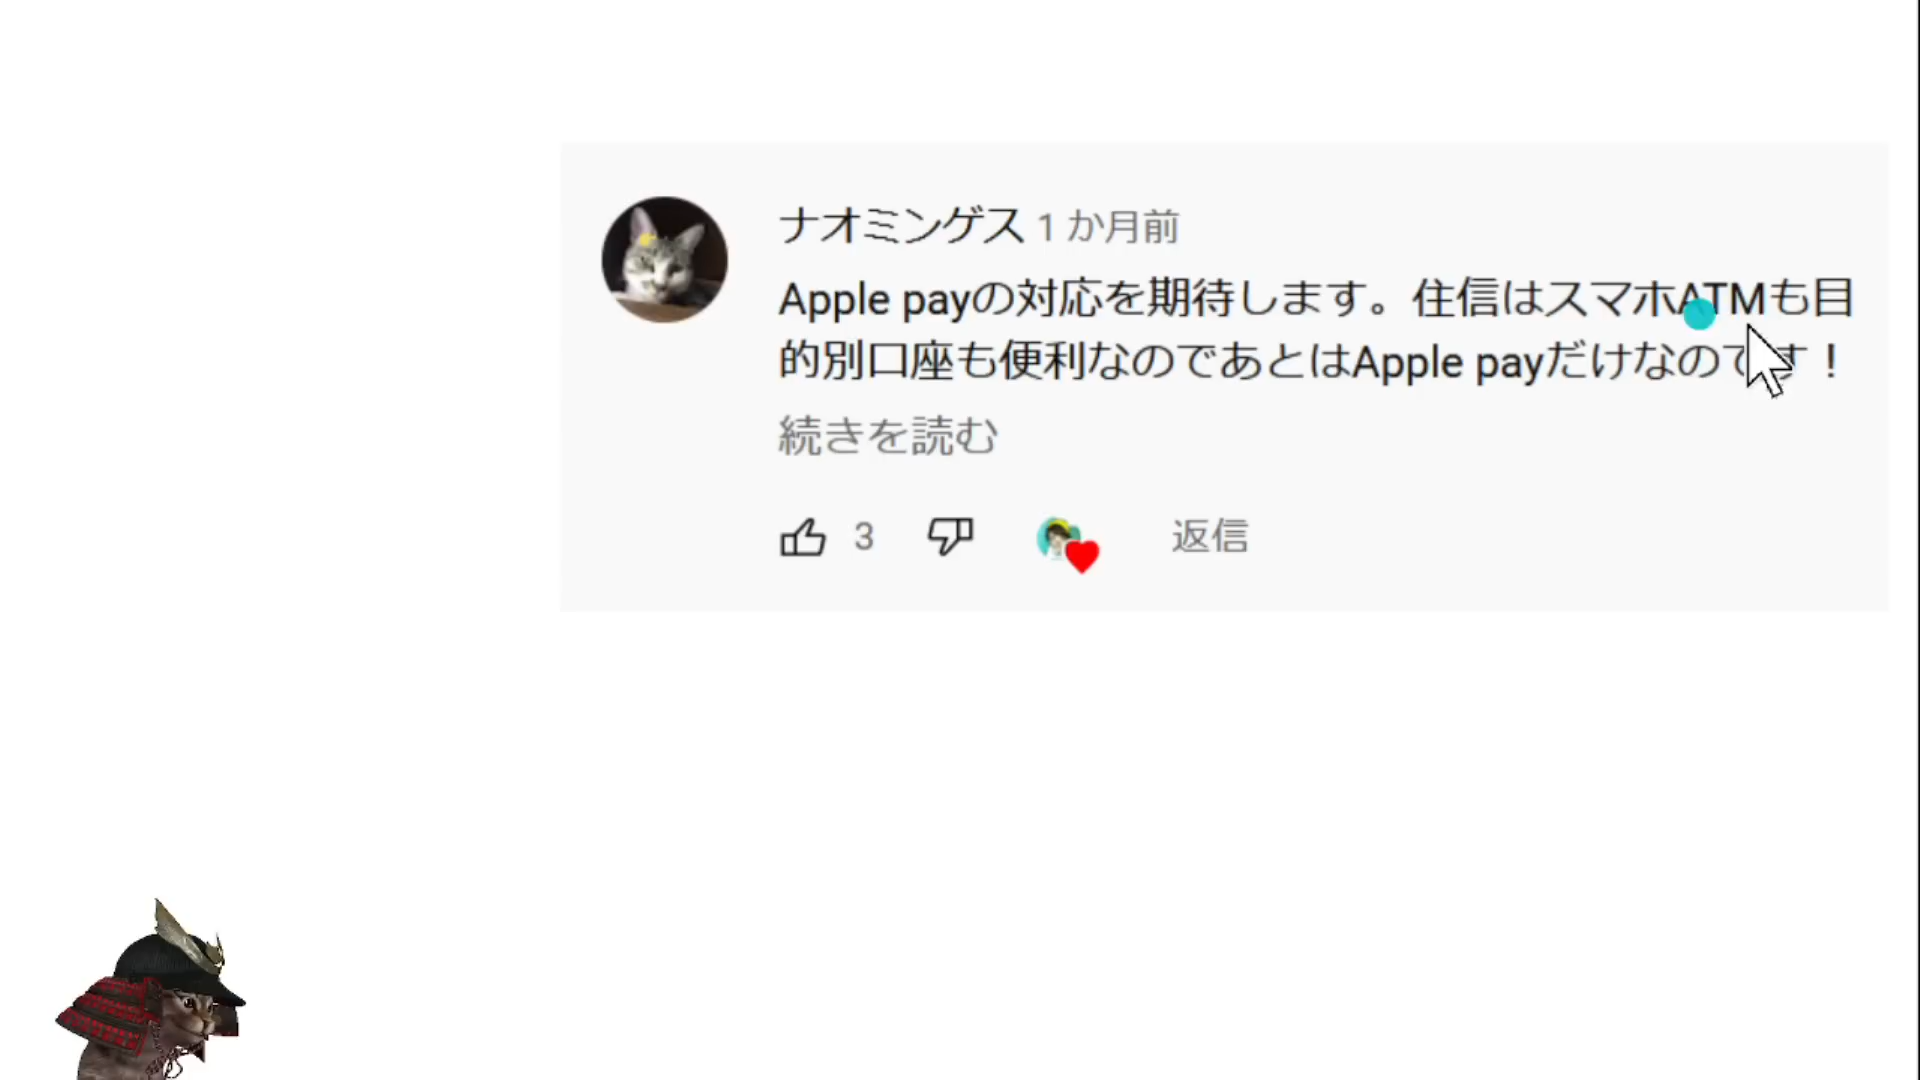 ナオミンゲス 1 か月前
Apple payの対応を期待します。住信はスマホATMも目
的別口座も便利なのであとはApple payだけなのです！
続きを読む
3 返信